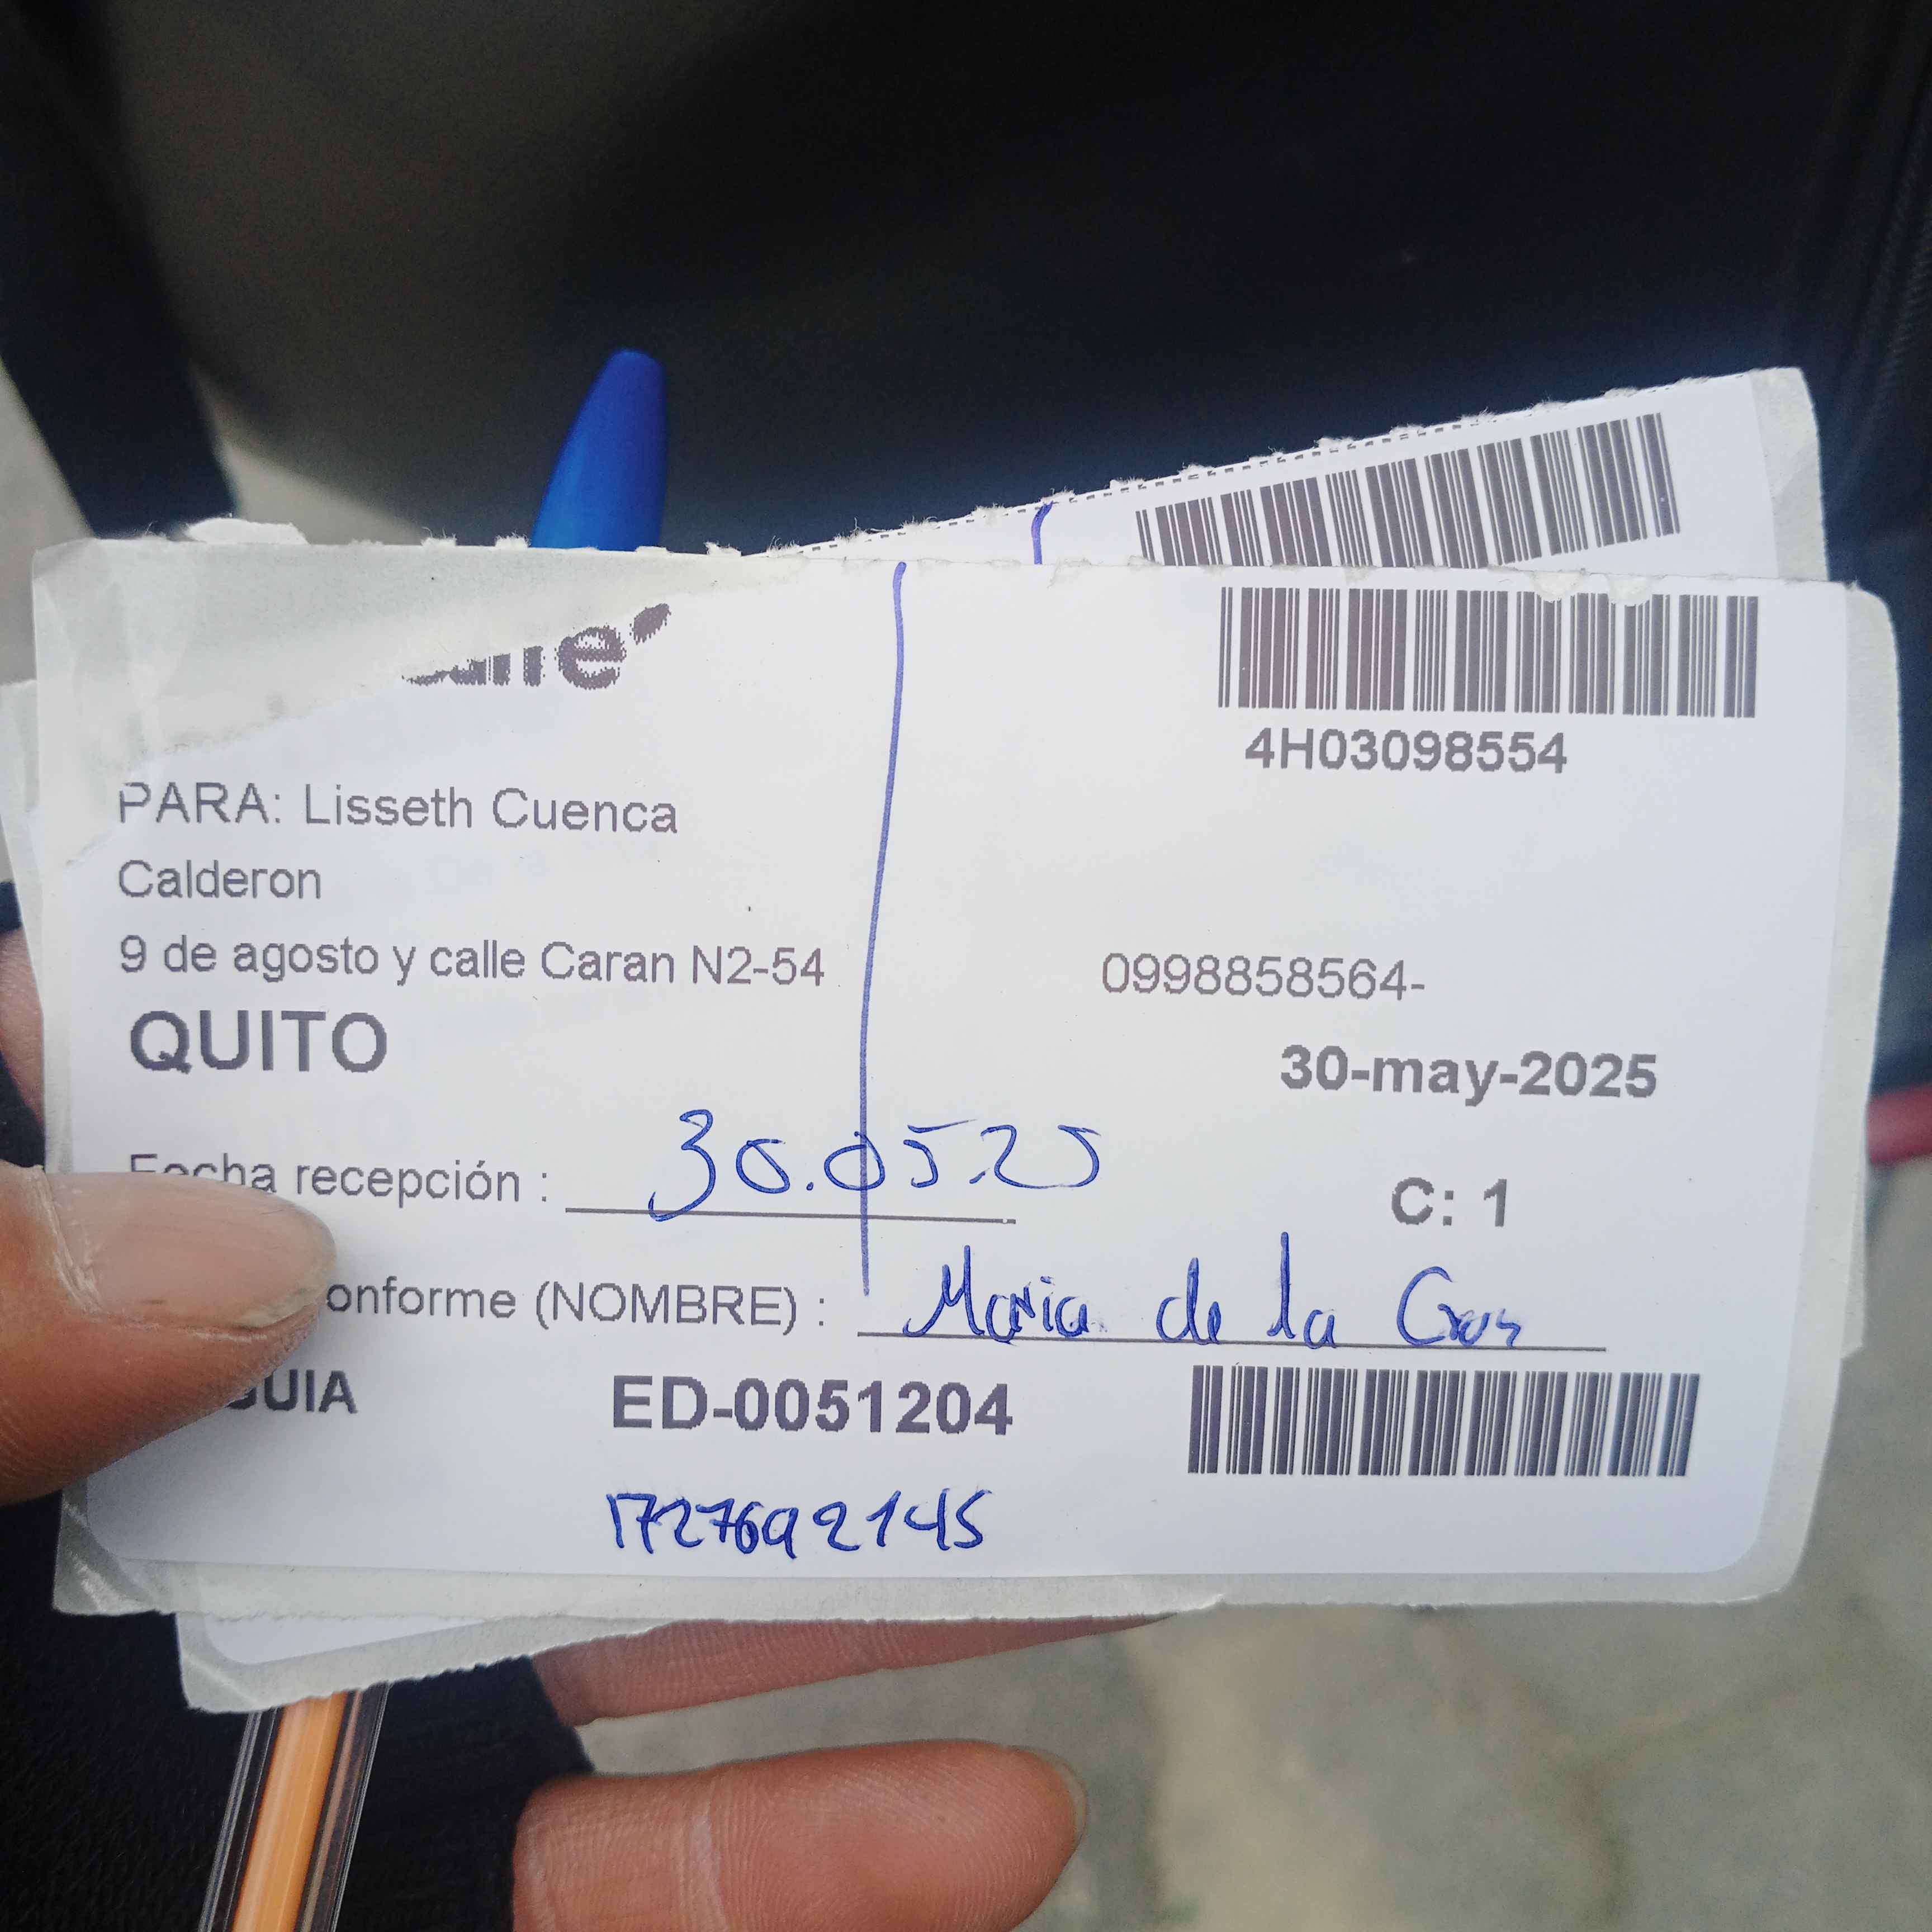 4H03098554
PARA: Lisseth Cuenca
Calderon
9 de agosto y calle Caran N2-54
0998858564-
QUITO
30-may-2025
Fecha recepción : 30.05.25
C: 1
onforme (NOMBRE) : Maria de la Cruz
GUIA ED-0051204
1727692145